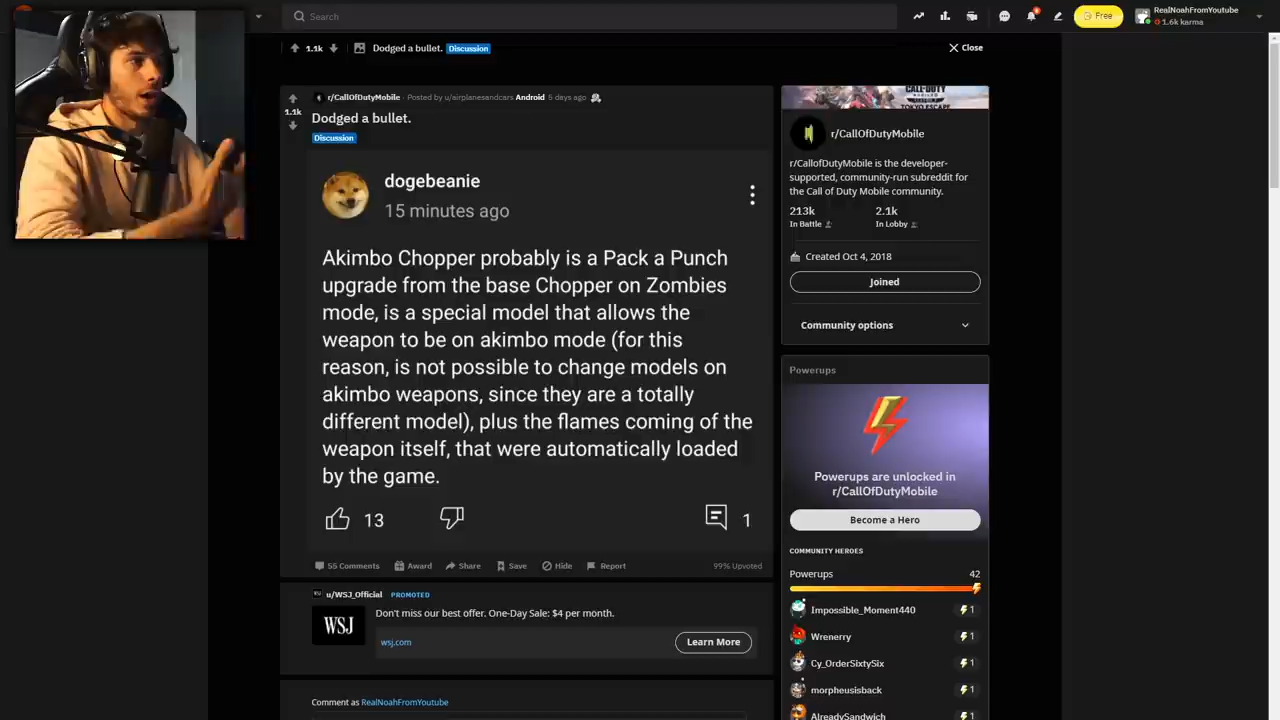 Search
Free
RealNoahFromYoutube
1.6k karma
1.1k
Dodged a bullet.
Discussion
Close
r/CallOfDutyMobile · Posted by u/airplanesandcars Android 5 days ago
1.1k
Dodged a bullet.
Discussion
dogebeanie
15 minutes ago
Akimbo Chopper probably is a Pack a Punch
upgrade from the base Chopper on Zombies
mode, is a special model that allows the
weapon to be on akimbo mode (for this
reason, is not possible to change models on
akimbo weapons, since they are a totally
different model), plus the flames coming of the
weapon itself, that were automatically loaded
by the game.
13
1
55 Comments
Award
Share
Save
Hide
Report
99% Upvoted
u/WSJ_Official
PROMOTED
Don't miss our best offer. One-Day Sale: $4 per month.
WSJ
wsj.com
Learn More
Comment as RealNoahFromYoutube
CALL·DUTY
MOBILE
TOKYO ESCAPE
r/CallOfDutyMobile
r/CallofDutyMobile is the developer-
supported, community-run subreddit for
the Call of Duty Mobile community.
213k
2.1k
In Battle
In Lobby
Created Oct 4, 2018
Joined
Community options
Powerups
Powerups are unlocked in
r/CallOfDutyMobile
Become a Hero
COMMUNITY HEROES
Powerups
42
Impossible_Moment440
1
Wrenerry
1
Cy_OrderSixtySix
1
morpheusisback
1
AlreadySandwich
1